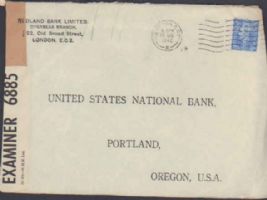 MIDLAND BANK LIMITED.
OVERSEAS BRANCH,
122, Old Broad Street,
LONDON, E.C.2.
UNITED STATES NATIONAL BANK,
PORTLAND,
OREGON, U.S.A.
EXAMINER 6885